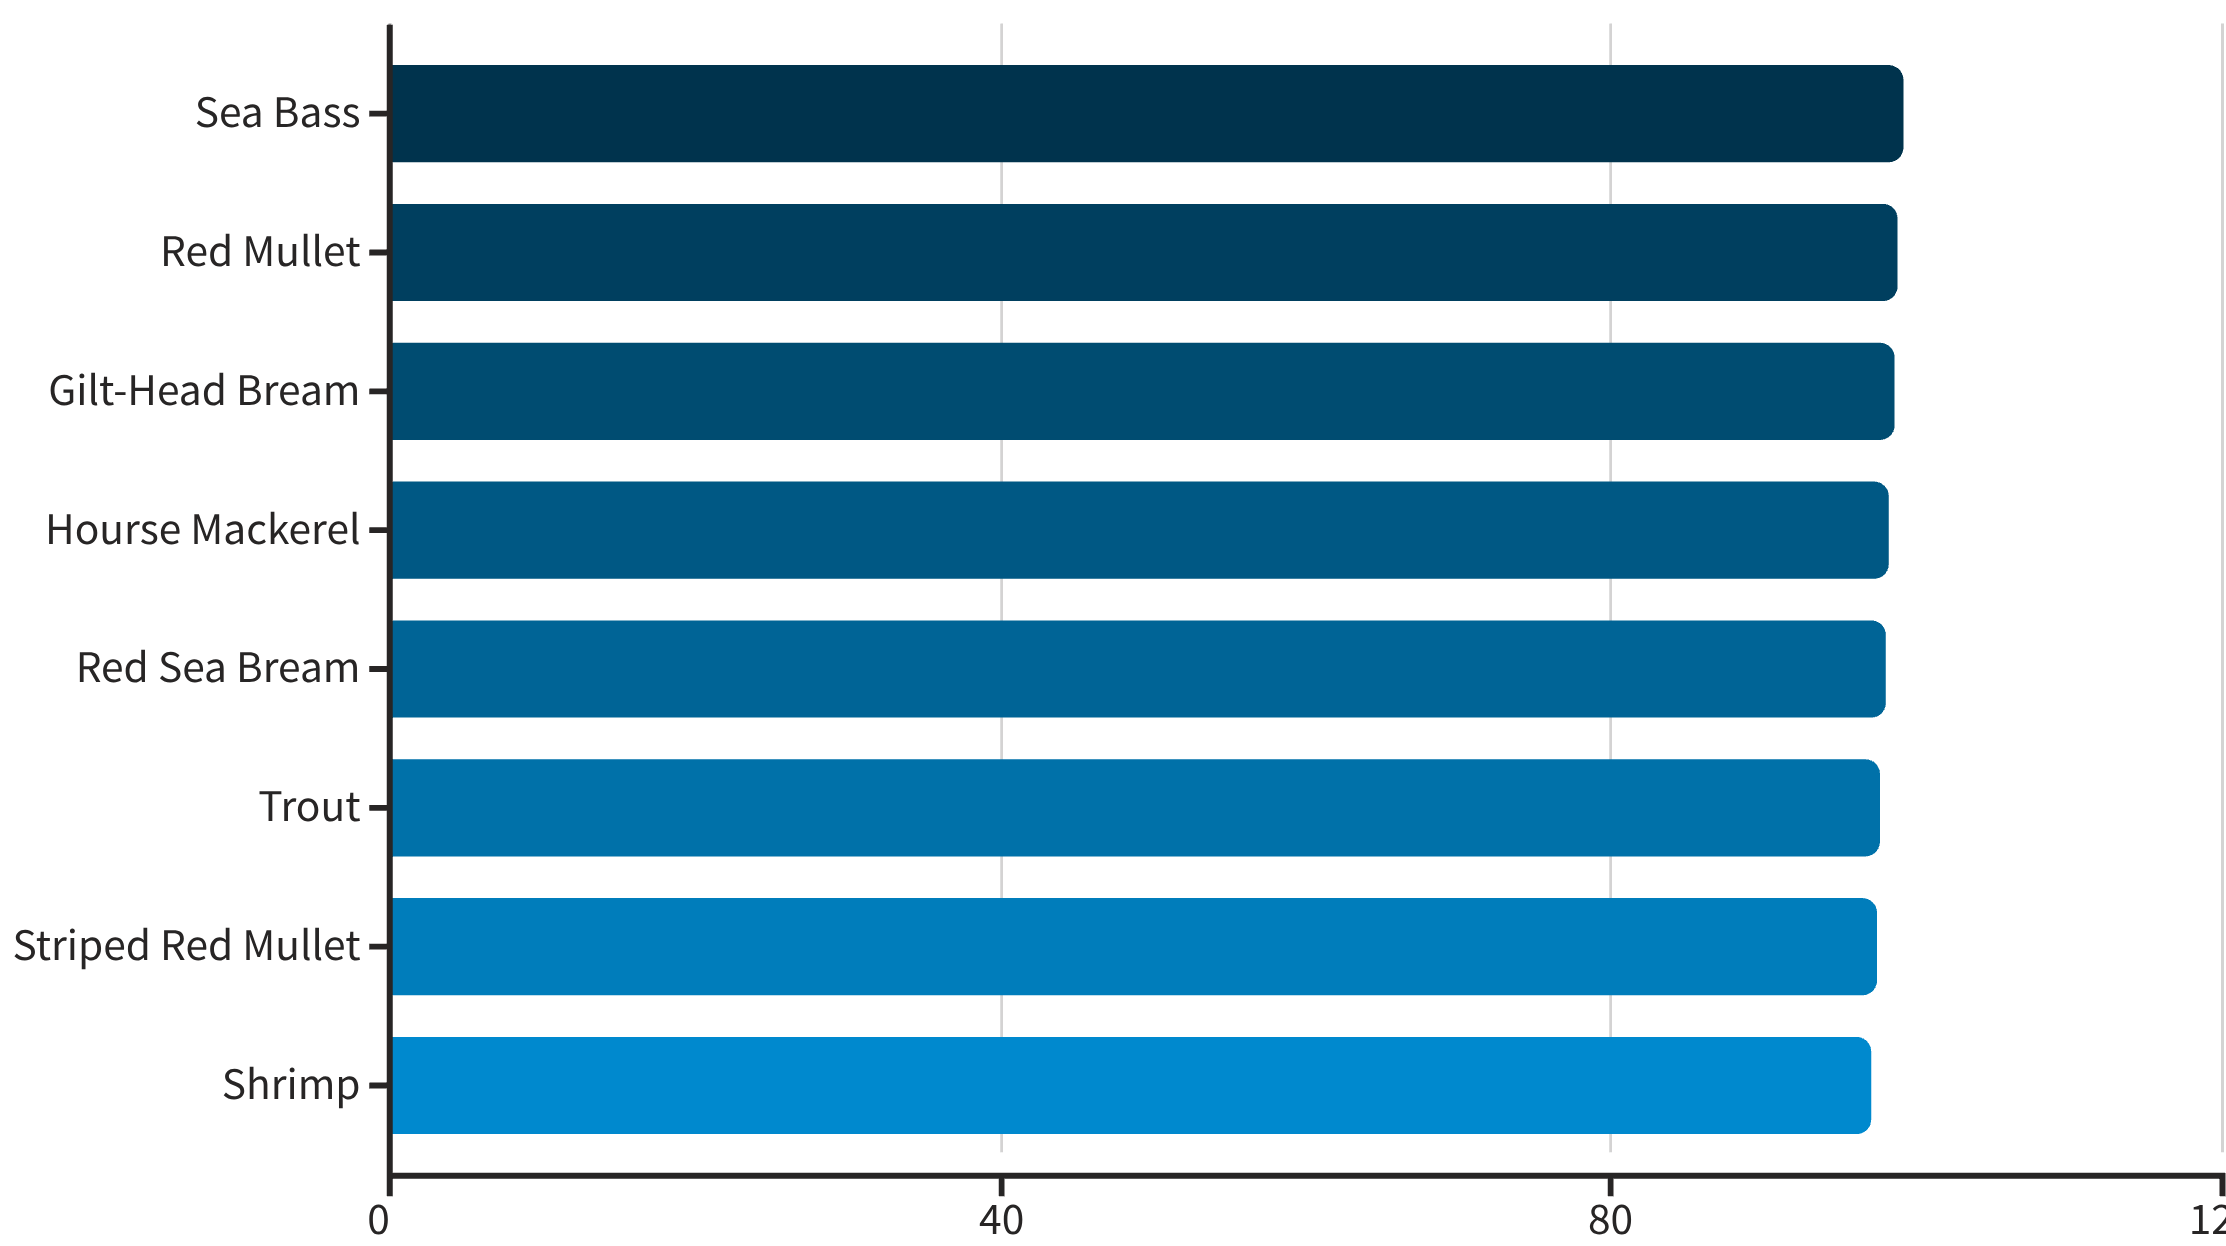 Sea Bass
Red Mullet
Gilt-Head Bream
Hourse Mackerel
Red Sea Bream
Trout
Striped Red Mullet
Shrimp
0 40 80 12